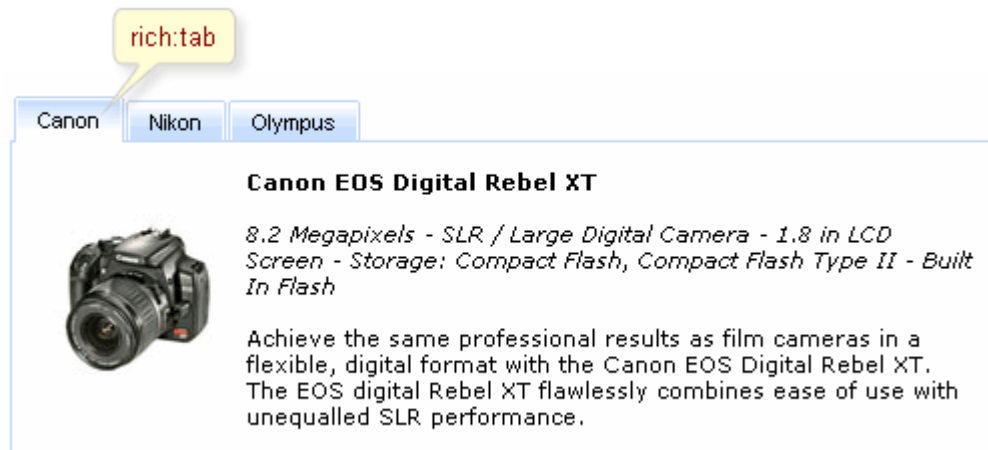 rich:tab
Canon Nikon Olympus
Canon EOS Digital Rebel XT
8.2 Megapixels - SLR / Large Digital Camera - 1.8 in LCD
Screen - Storage: Compact Flash, Compact Flash Type II - Built
In Flash
Achieve the same professional results as film cameras in a
flexible, digital format with the Canon EOS Digital Rebel XT.
The EOS digital Rebel XT flawlessly combines ease of use with
unequalled SLR performance.